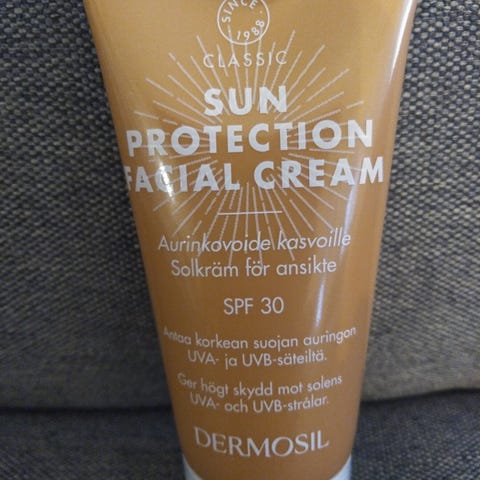 SINCE
1988
CLASSIC
SUN
PROTECTION
FACIAL CREAM
Aurinkovoide kasvoille
Solkräm för ansikte
SPF 30
Antaa korkean suojan auringon
UVA- ja UVB-säteiltä.
Ger högt skydd mot solens
UVA- och UVB-strålar.
DERMOSIL